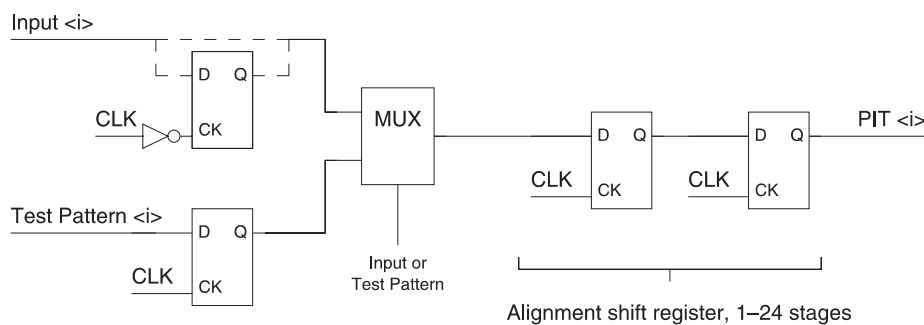 Input <i>
D Q
CLK
CK
MUX
D Q
CLK
CK
D Q
CLK
CK
PIT <i>
Test Pattern <i>
D Q
CLK
CK
Input or
Test Pattern
Alignment shift register, 1–24 stages